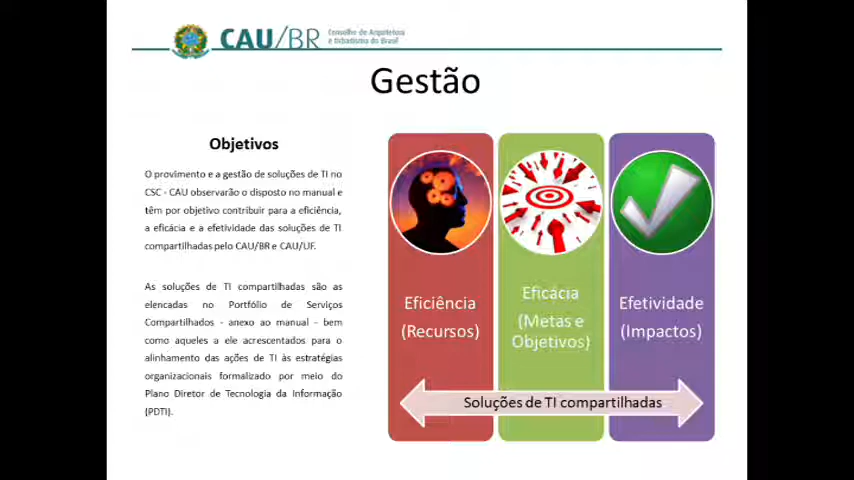 CAU/BR
Conselho de Arquitetura
e Urbanismo do Brasil
Gestão
Objetivos
O provimento e a gestão de soluções de TI no
CSC - CAU observarão o disposto no manual e
têm por objetivo contribuir para a eficiência,
a eficácia e a efetividade das soluções de TI
compartilhadas pelo CAU/BR e CAU/UF.
As soluções de TI compartilhadas são as
elencadas no Portfólio de Serviços
Compartilhados - anexo ao manual - bem
como aqueles a ele acrescentados para o
alinhamento das ações de TI às estratégias
organizacionais formalizado por meio do
Plano Diretor de Tecnologia da Informação
(PDTI).
Eficiência
(Recursos)
Eficácia
(Metas e
Objetivos)
Efetividade
(Impactos)
Soluções de TI compartilhadas